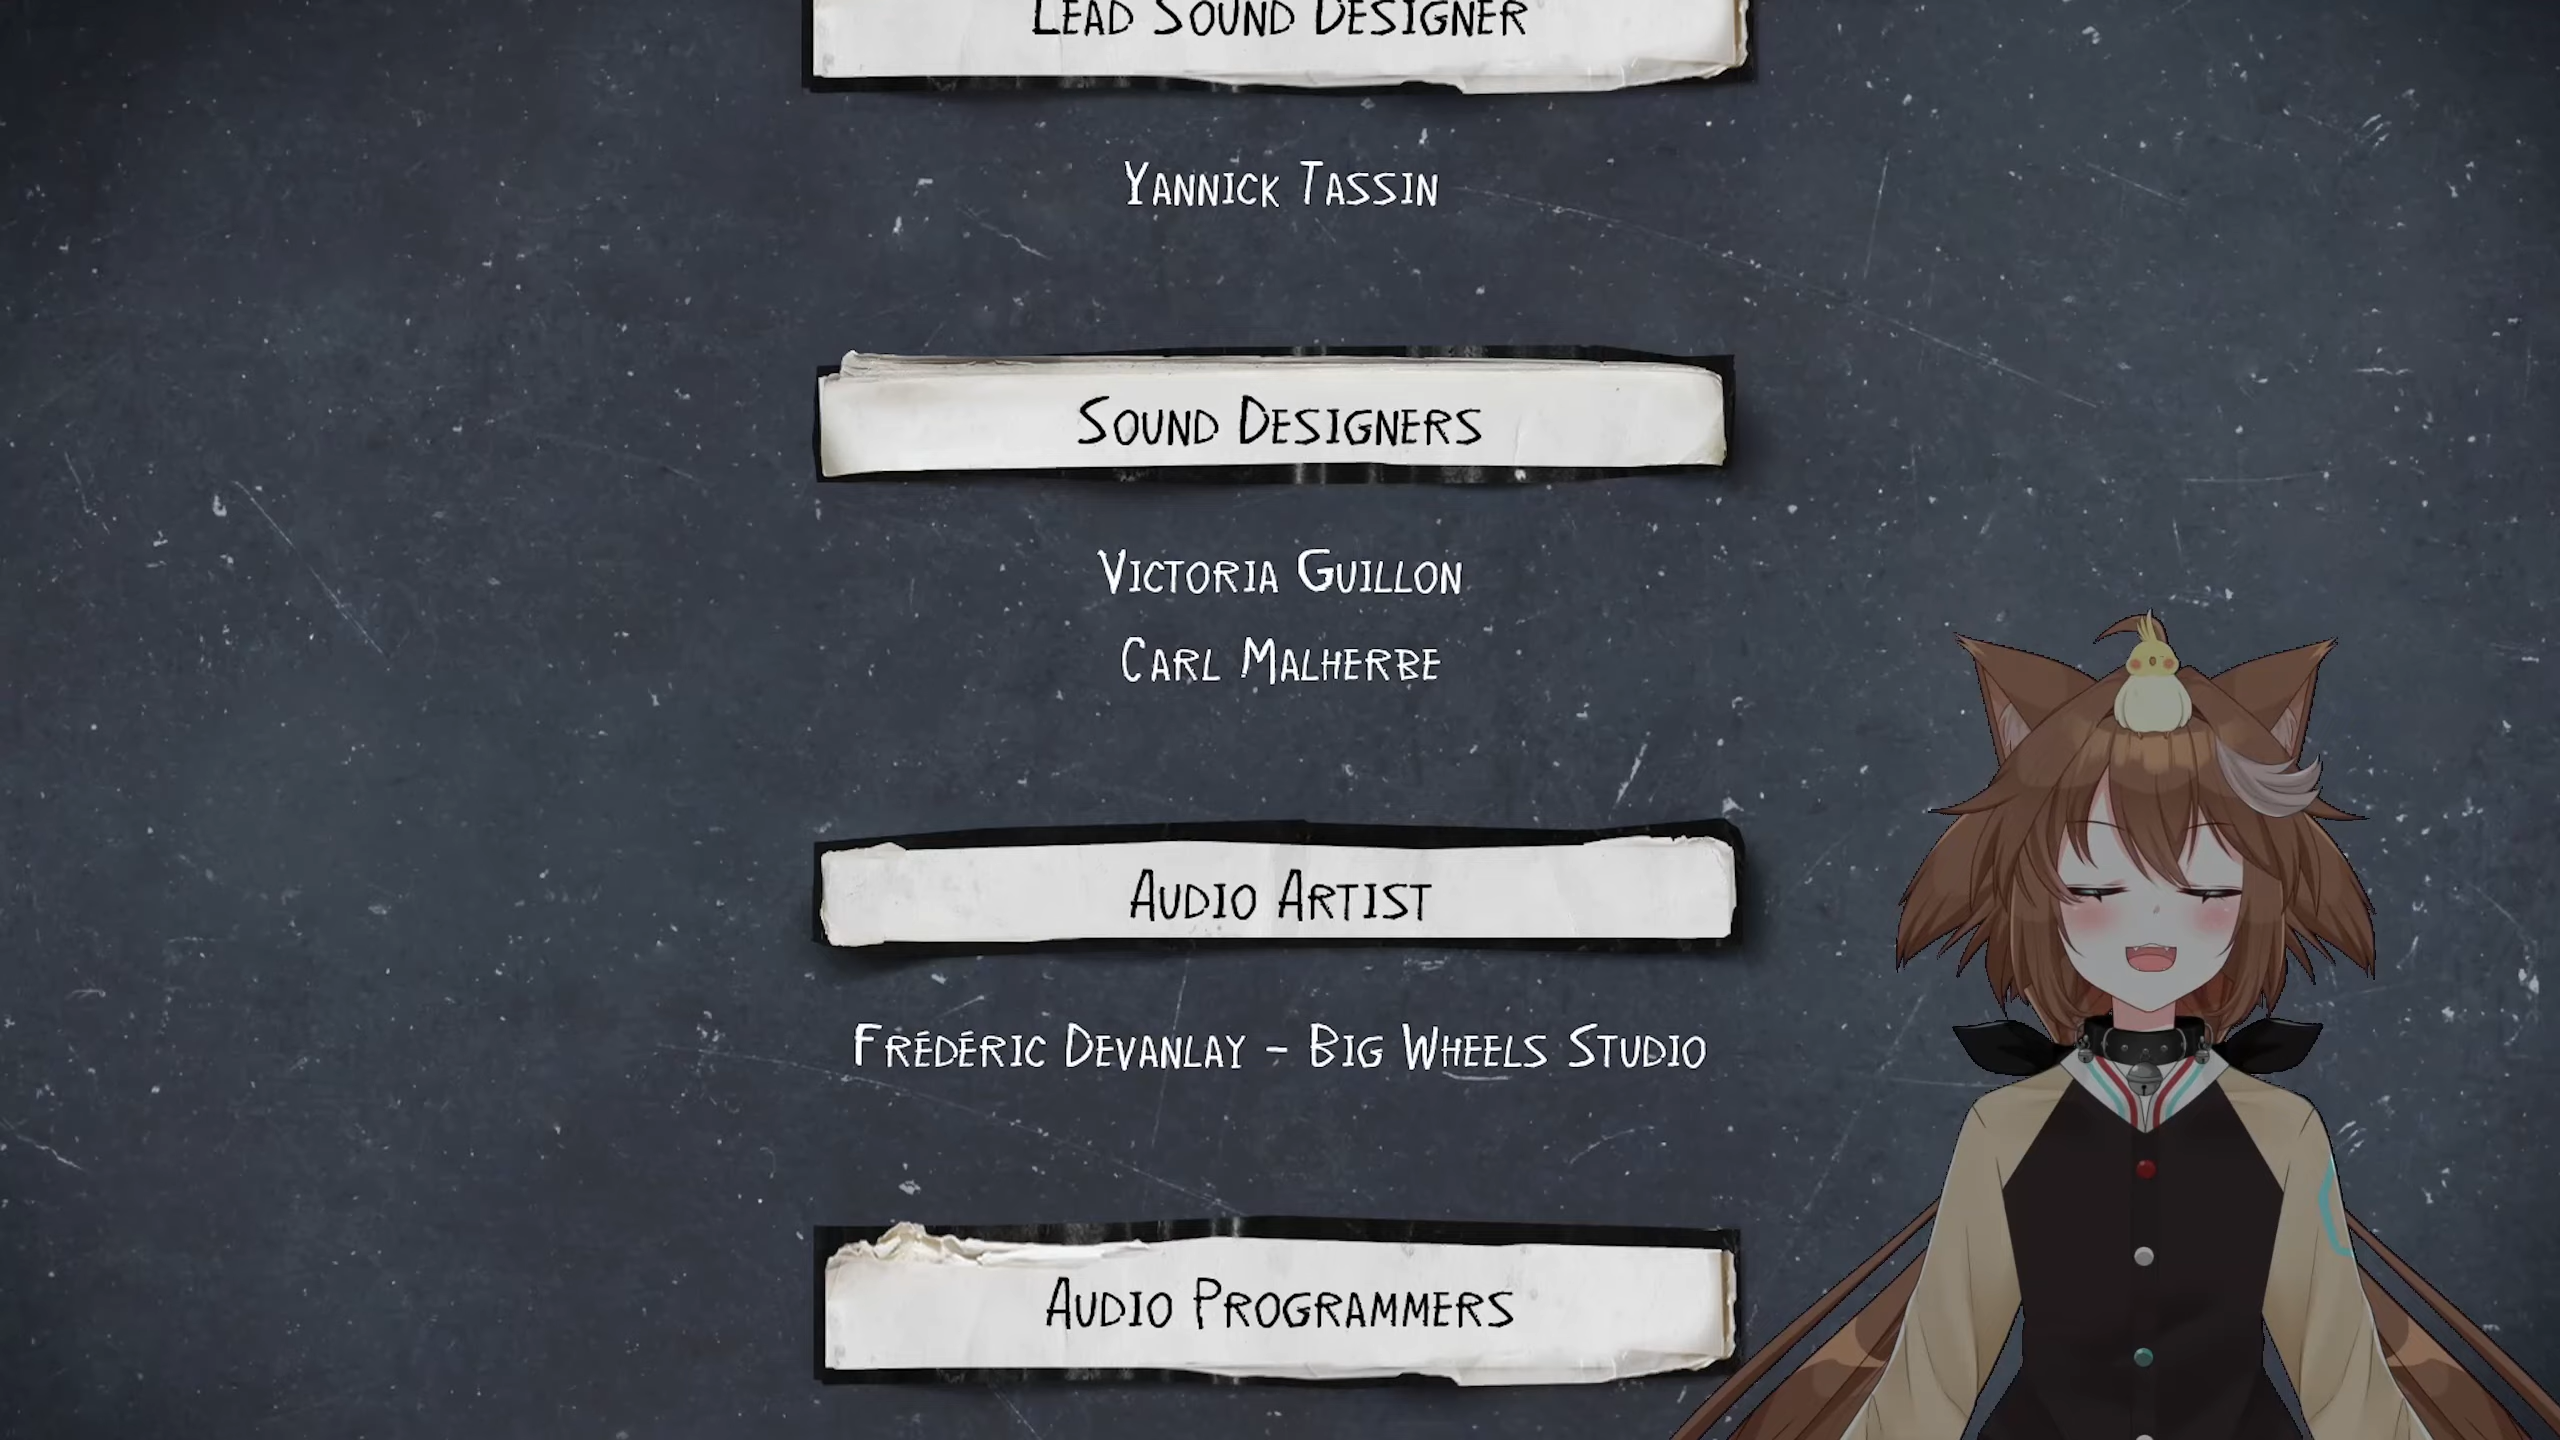 Lead Sound Designer
Yannick Tassin
Sound Designers
Victoria Guillon
Carl Malherbe
Audio Artist
Frédéric Devanlay - Big Wheels Studio
Audio Programmers